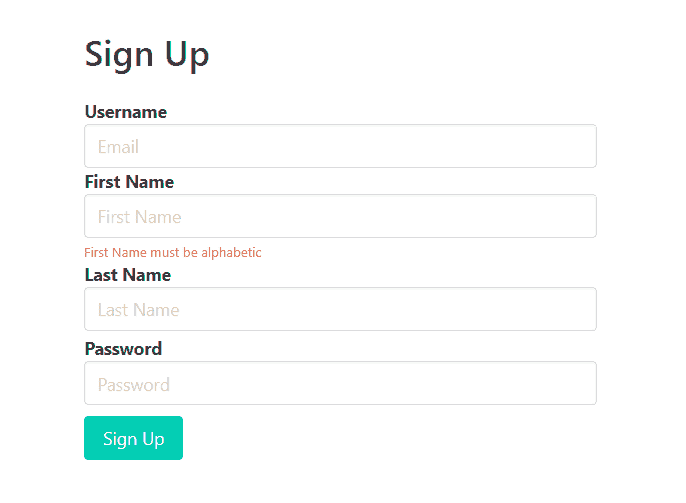 Sign Up
Username
Email
First Name
First Name
First Name must be alphabetic
Last Name
Last Name
Password
Password
Sign Up